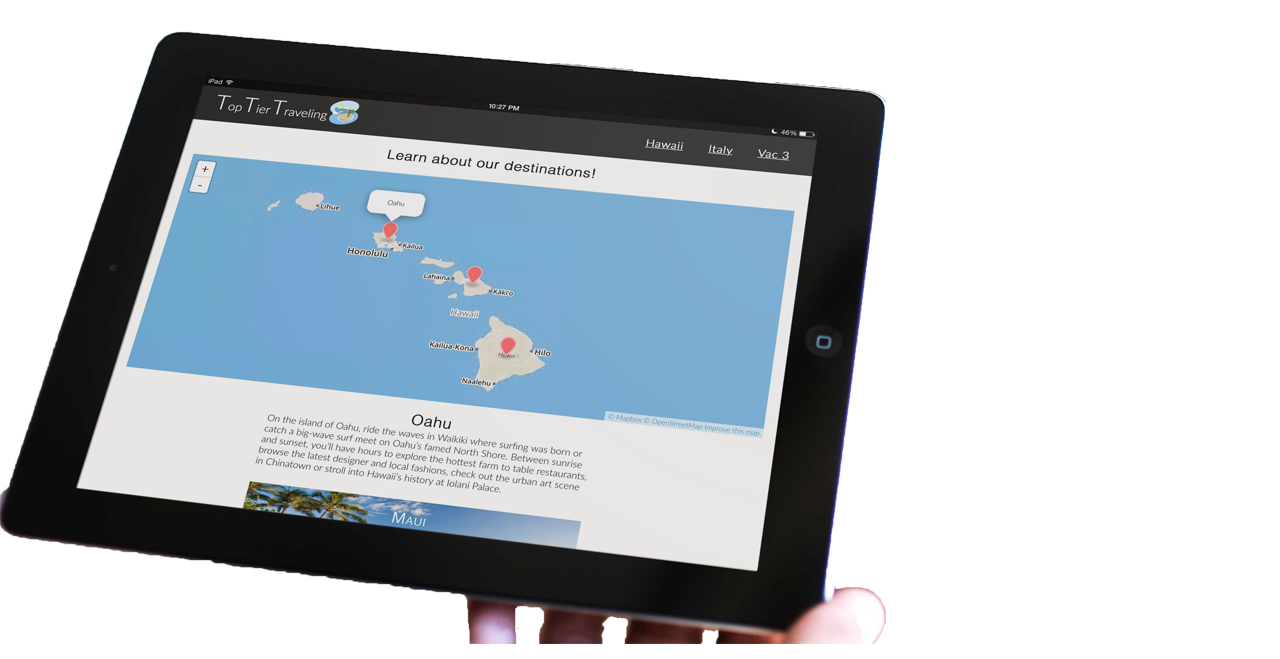 iPad
10:27 PM
46%
Top Tier Traveling
Hawaii Italy Vac 3
Learn about our destinations!
+
-
Lihue
Oahu
Honolulu
Kailua
Lahaina
Kāki'o
Hawaii
Kailua-Kona
Hawai'i
Hilo
Naalehu
© Mapbox © OpenStreetMap Improve this map
Oahu
On the island of Oahu, ride the waves in Waikiki where surfing was born or
catch a big-wave surf meet on Oahu's famed North Shore. Between sunrise
and sunset, you'll have hours to explore the hottest farm to table restaurants,
browse the latest designer and local fashions, check out the urban art scene
in Chinatown or stroll into Hawaii's history at Iolani Palace.
Maui